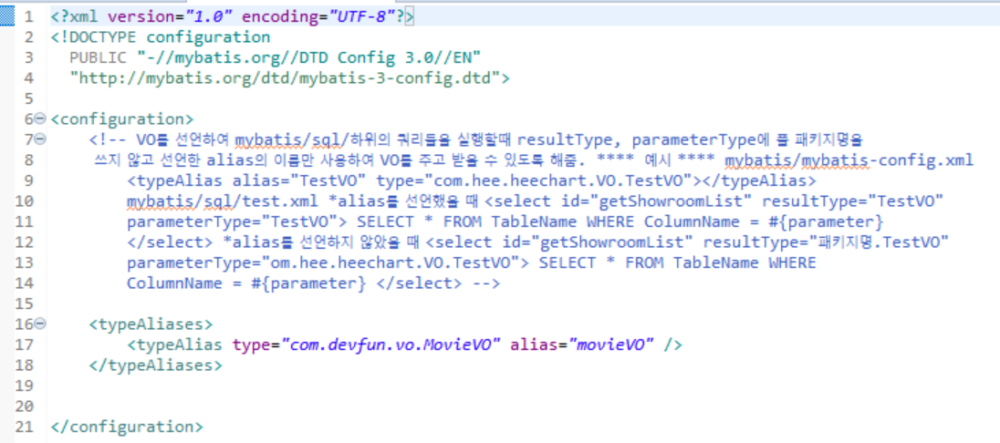 1 <?xml version="1.0" encoding="UTF-8"?>
2 <!DOCTYPE configuration
3 PUBLIC "-//mybatis.org//DTD Config 3.0//EN"
4 "http://mybatis.org/dtd/mybatis-3-config.dtd">
5
6 <configuration>
7 <!-- VO를 선언하여 mybatis/sql/하위의 쿼리들을 실행할때 resultType, parameterType에 풀 패키지명을
8 쓰지 않고 선언한 alias의 이름만 사용하여 VO를 주고 받을 수 있도록 해줌. **** 예시 **** mybatis/mybatis-config.xml
9 <typeAlias alias="TestVO" type="com.hee.heechart.VO.TestVO"></typeAlias>
10 mybatis/sql/test.xml *alias를 선언했을 때 <select id="getShowroomList" resultType="TestVO"
11 parameterType="TestVO"> SELECT * FROM TableName WHERE ColumnName = #{parameter}
12 </select> *alias를 선언하지 않았을 때 <select id="getShowroomList" resultType="패키지명.TestVO"
13 parameterType="om.hee.heechart.VO.TestVO"> SELECT * FROM TableName WHERE
14 ColumnName = #{parameter} </select> -->
15
16 <typeAliases>
17 <typeAlias type="com.devfun.vo.MovieVO" alias="movieVO" />
18 </typeAliases>
19
20
21 </configuration>